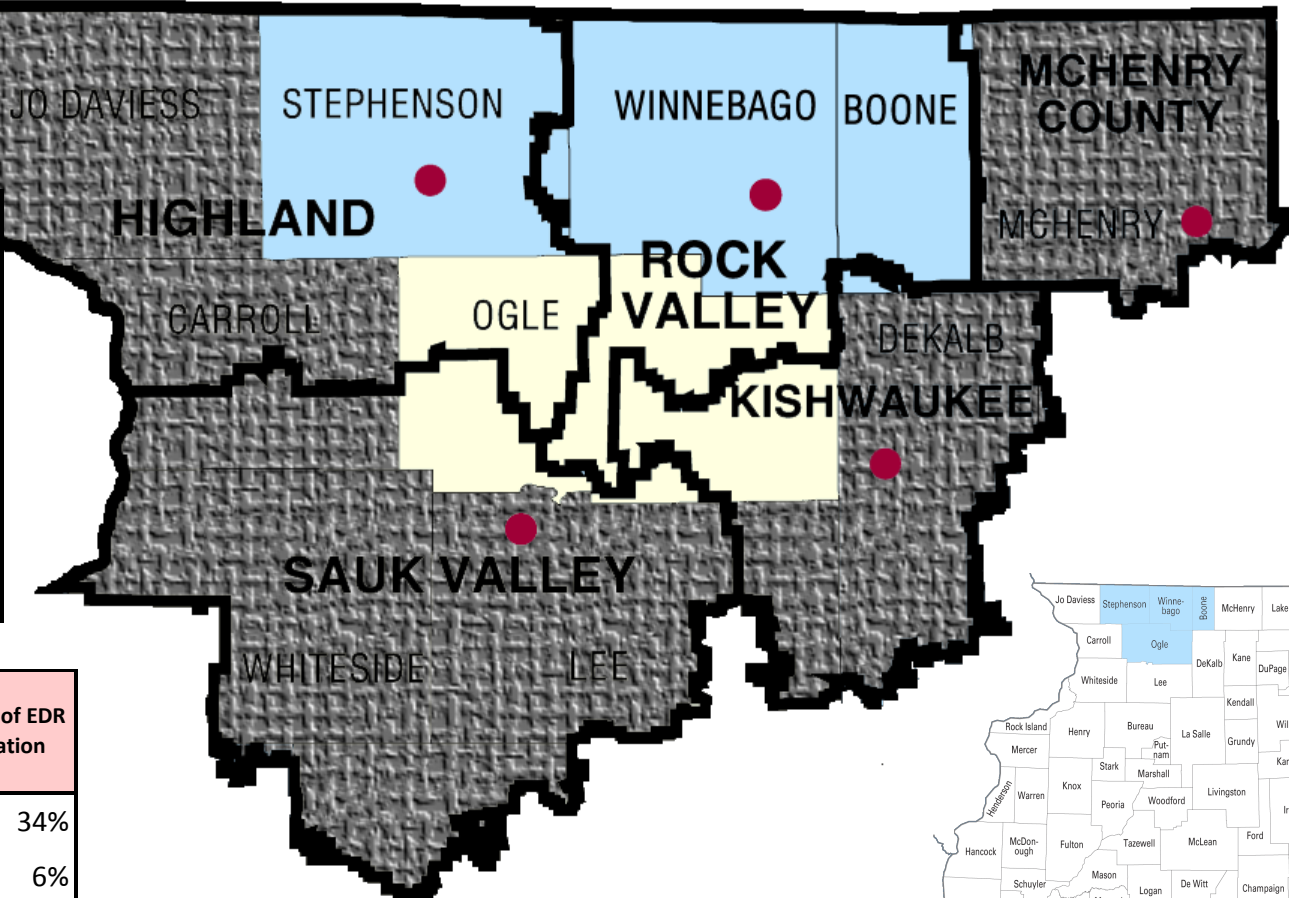 JO DAVIESS
STEPHENSON
WINNEBAGO
BOONE
MCHENRY
COUNTY
MCHENRY
HIGHLAND
ROCK
VALLEY
CARROLL
OGLE
DEKALB
KISHWAUKEE
SAUK VALLEY
WHITESIDE
LEE
of EDR
ation
34%
6%
Jo Daviess
Stephenson
Winne-
bago
Boone
McHenry
Lake
Carroll
Ogle
DeKalb
Kane
DuPage
Whiteside
Lee
Kendall
Rock Island
Henry
Bureau
La Salle
Wil
Grundy
Mercer
Put-
nam
Kan
Stark
Marshall
Henderson
Warren
Knox
Peoria
Woodford
Livingston
Ir
Ford
Hancock
McDon-
ough
Fulton
Tazewell
McLean
Schuyler
Mason
Logan
De Witt
Champaign